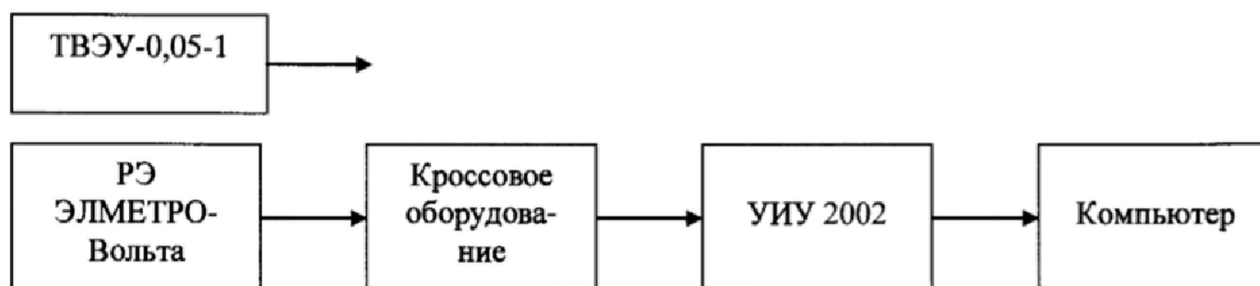 ТВЭУ-0,05-1
РЭ
ЭЛМЕТРО-
Вольта
Кроссовое
оборудова-
ние
УИУ 2002
Компьютер